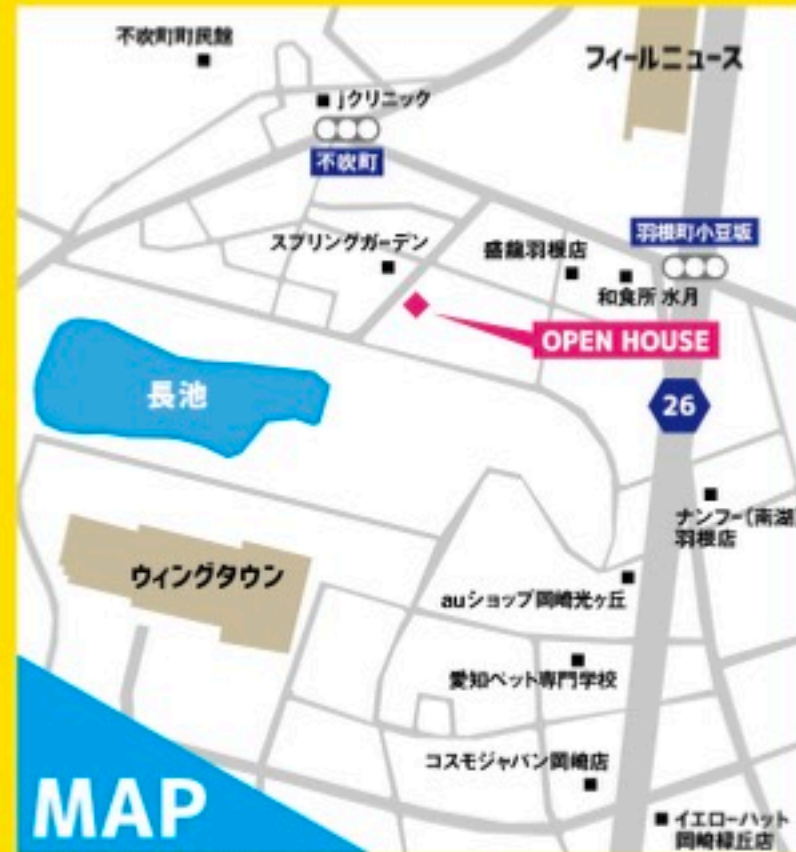 不吹町町民館
フィールニュース
jクリニック
不吹町
羽根町小豆坂
スプリングガーデン
盛龍羽根店
和食所 水月
OPEN HOUSE
長池
26
ナンフー(南湖)
羽根店
ウィングタウン
auショップ岡崎光ヶ丘
愛知ペット専門学校
コスモジャパン岡崎店
MAP
イエローハット
岡崎緑丘店